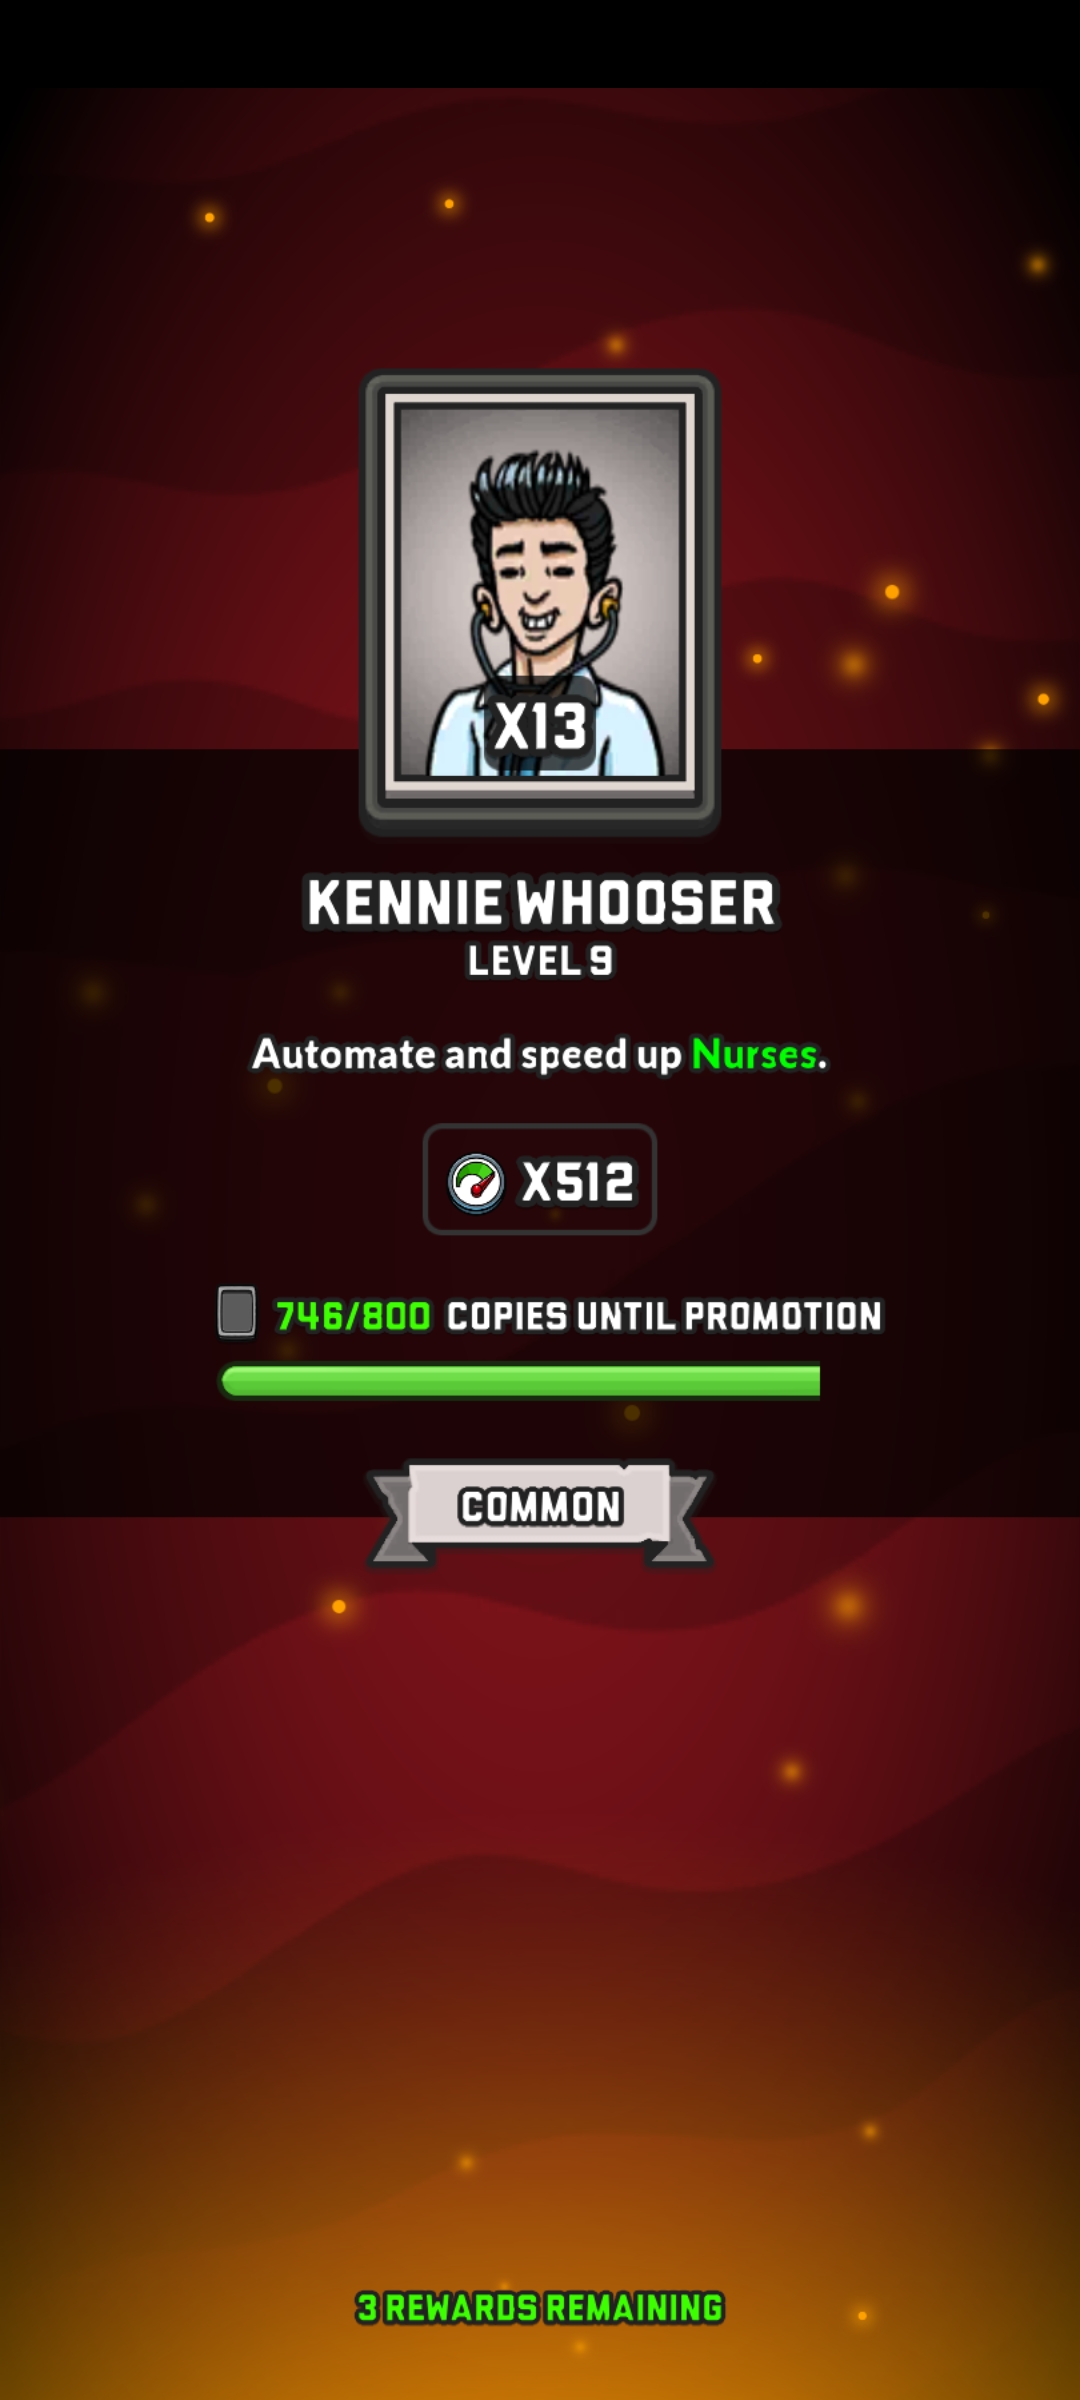 X13
KENNIE WHOOSER
LEVEL 9
Automate and speed up Nurses.
X512
746/800 COPIES UNTIL PROMOTION
COMMON
3 REWARDS REMAINING